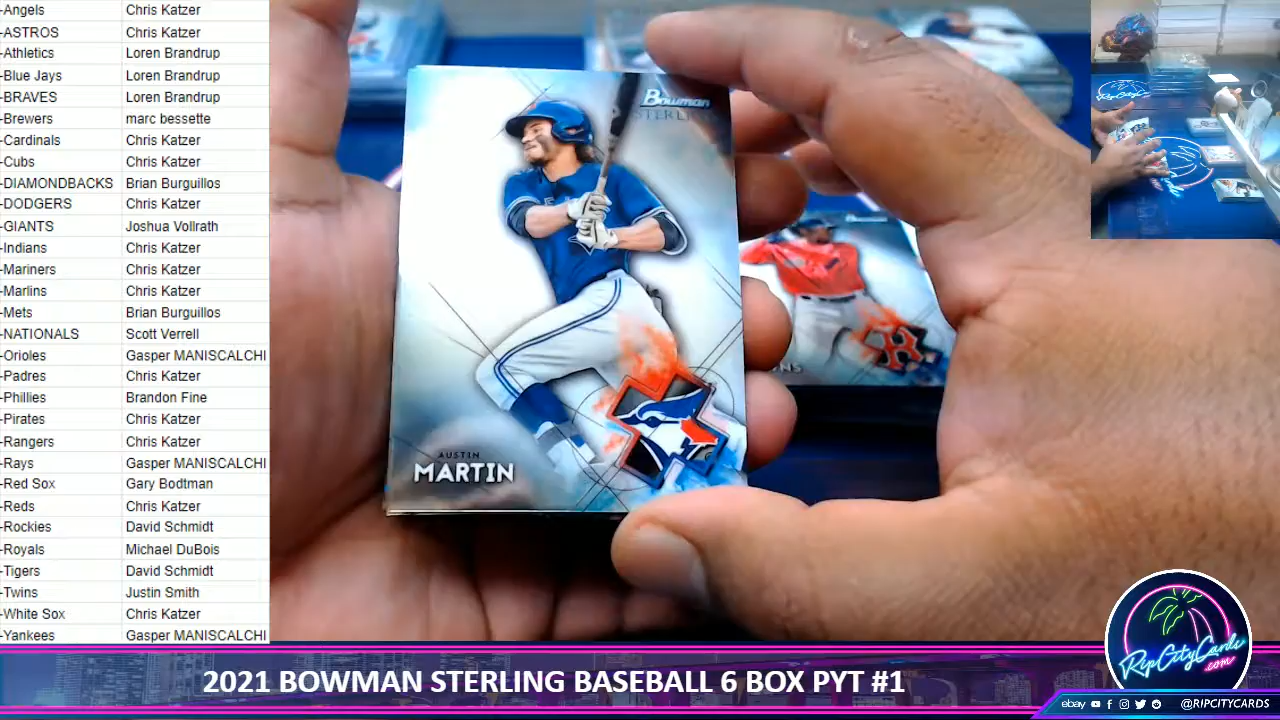 -Angels Chris Katzer
-ASTROS Chris Katzer
-Athletics Loren Brandrup
-Blue Jays Loren Brandrup
-BRAVES Loren Brandrup
-Brewers marc bessette
-Cardinals Chris Katzer
-Cubs Chris Katzer
-DIAMONDBACKS Brian Burguillos
-DODGERS Chris Katzer
-GIANTS Joshua Vollrath
-Indians Chris Katzer
-Mariners Chris Katzer
-Marlins Chris Katzer
-Mets Brian Burguillos
-NATIONALS Scott Verrell
-Orioles Gasper MANISCALCHI
-Padres Chris Katzer
-Phillies Brandon Fine
-Pirates Chris Katzer
-Rangers Chris Katzer
-Rays Gasper MANISCALCHI
-Red Sox Gary Bodtman
-Reds Chris Katzer
-Rockies David Schmidt
-Royals Michael DuBois
-Tigers David Schmidt
-Twins Justin Smith
-White Sox Chris Katzer
-Yankees Gasper MANISCALCHI
Bowman
AUSTIN
MARTIN
2021 BOWMAN STERLING BASEBALL 6 BOX PYT #1
RipCityCards
.com
ebay @RIPCITYCARDS